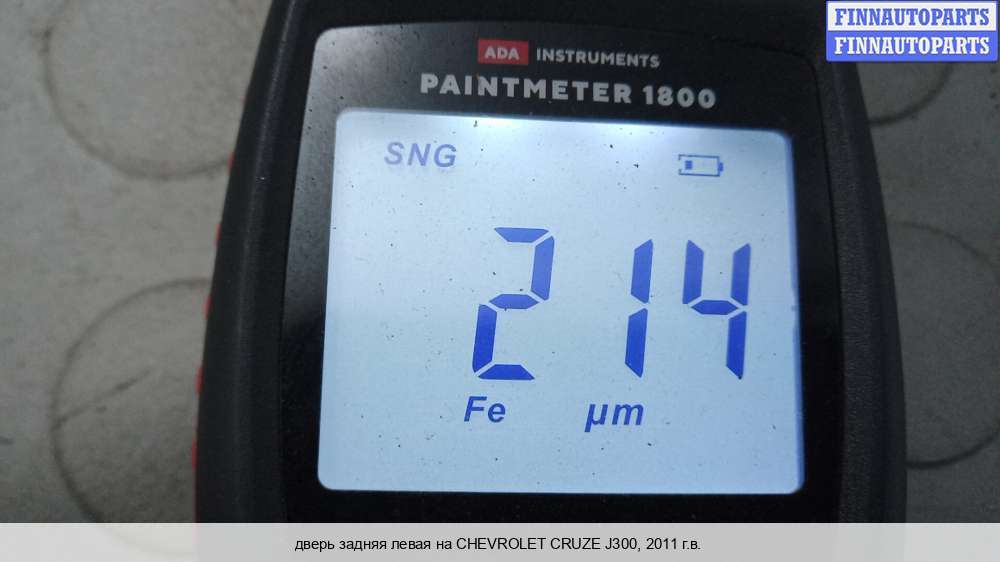 FINNAUTOPARTS
FINNAUTOPARTS
ADA INSTRUMENTS
PAINTMETER 1800
SNG
214
Fe µm
дверь задняя левая на CHEVROLET CRUZE J300, 2011 г.в.